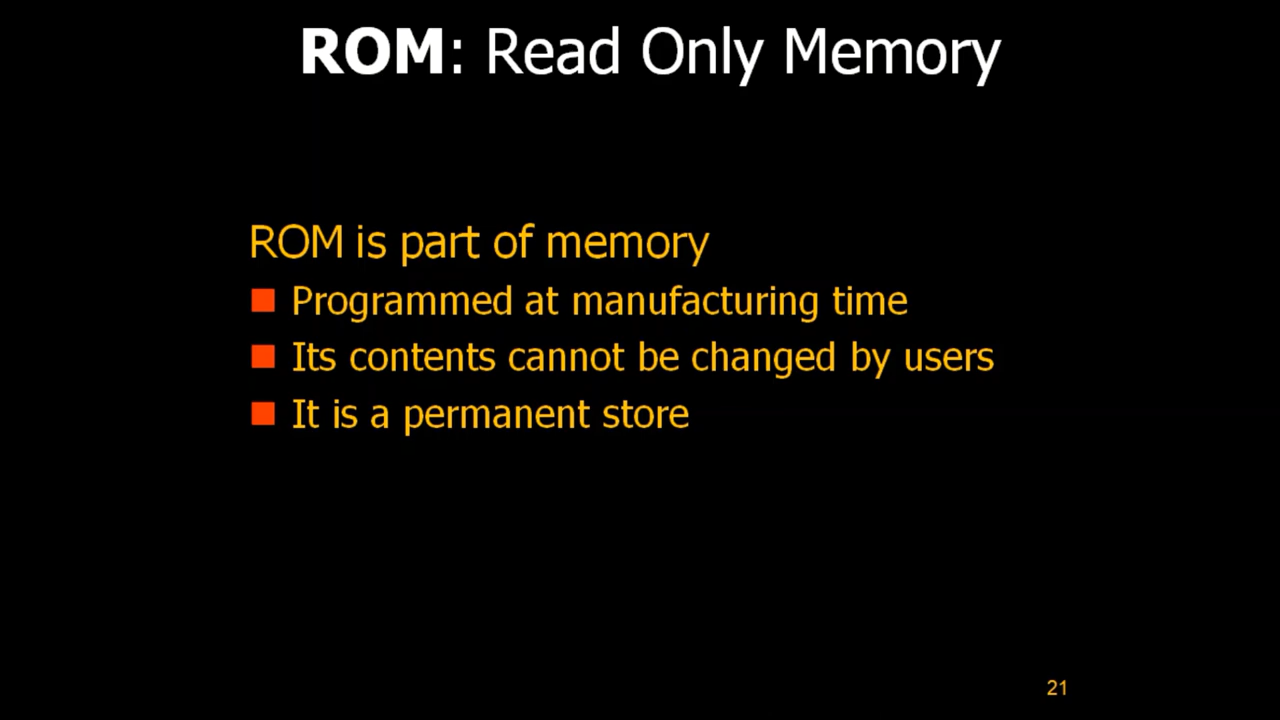 ROM: Read Only Memory
ROM is part of memory
Programmed at manufacturing time
Its contents cannot be changed by users
It is a permanent store
21